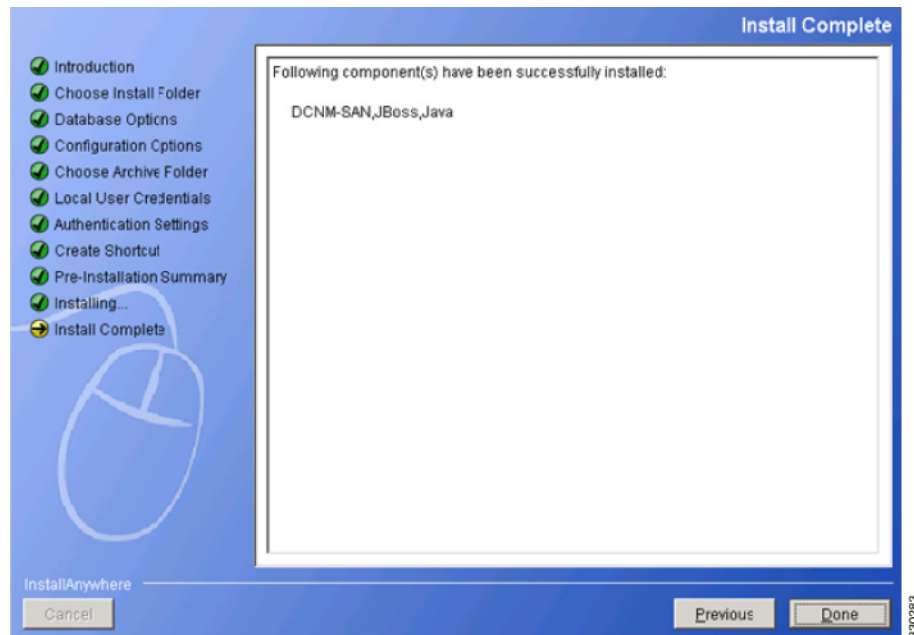 Install Complete
Introduction
Choose Install Folder
Database Options
Configuration Options
Choose Archive Folder
Local User Credentials
Authentication Settings
Create Shortcut
Pre-Installation Summary
Installing...
Install Complete
Following component(s) have been successfully installed:
DCNM-SAN,JBoss,Java
InstallAnywhere
Cancel
Previous
Done